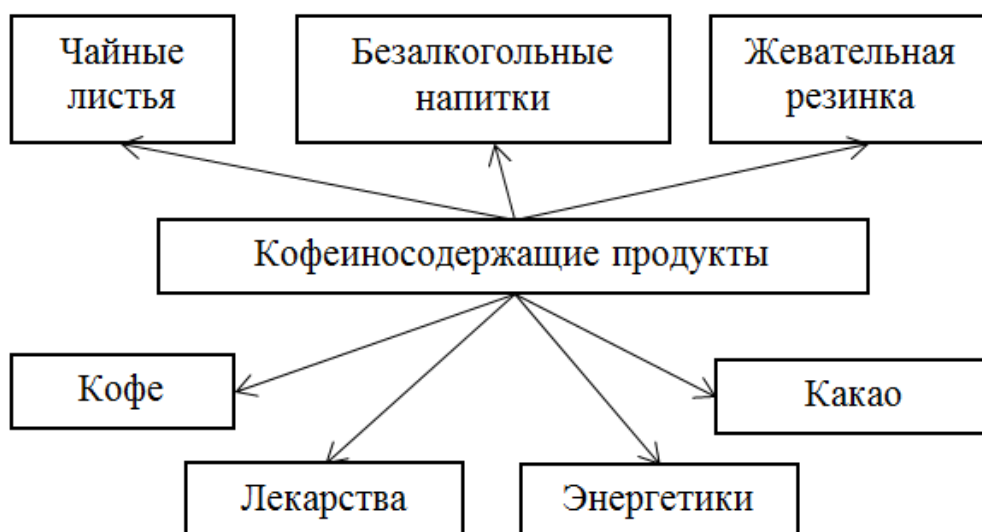 Чайные
листья
Безалкогольные
напитки
Жевательная
резинка
Кофеиносодержащие продукты
Кофе
Какао
Лекарства
Энергетики